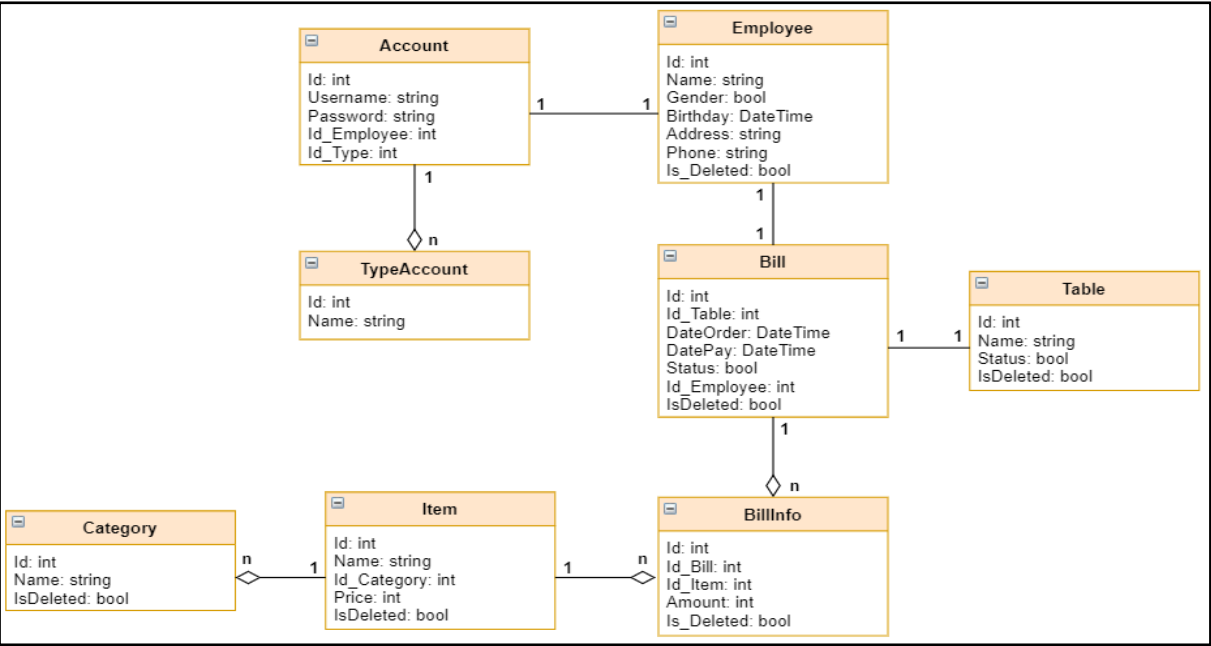 Account
Id: int
Username: string
Password: string
Id_Employee: int
Id_Type: int
1
1
Employee
Id: int
Name: string
Gender: bool
Birthday: DateTime
Address: string
Phone: string
Is_Deleted: bool
1
n
TypeAccount
Id: int
Name: string
1
1
Bill
Id: int
Id_Table: int
DateOrder: DateTime
DatePay: DateTime
Status: bool
Id_Employee: int
IsDeleted: bool
1
1
Table
Id: int
Name: string
Status: bool
IsDeleted: bool
1
n
Category
Id: int
Name: string
IsDeleted: bool
n
1
Item
Id: int
Name: string
Id_Category: int
Price: int
IsDeleted: bool
1
n
BillInfo
Id: int
Id_Bill: int
Id_Item: int
Amount: int
Is_Deleted: bool